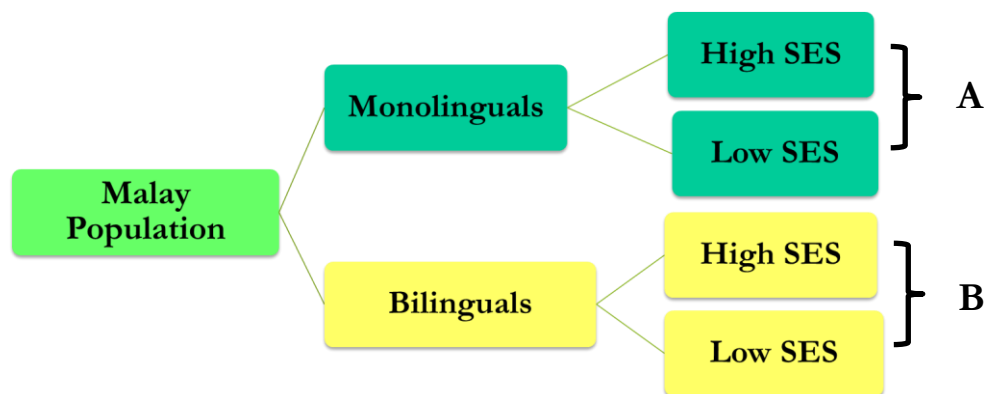 Malay
Population
Monolinguals
High SES
Low SES
A
Bilinguals
High SES
Low SES
B